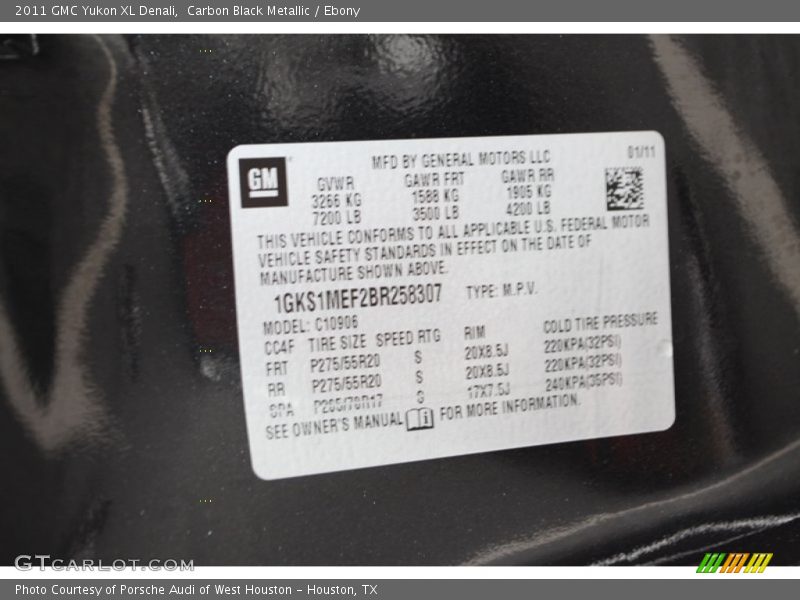 2011 GMC Yukon XL Denali,  Carbon Black Metallic / Ebony
GM
MFD BY GENERAL MOTORS LLC 01/11
GVWR GAWR FRT GAWR RR
3266 KG 1588 KG 1905 KG
7200 LB 3500 LB 4200 LB
THIS VEHICLE CONFORMS TO ALL APPLICABLE U.S. FEDERAL MOTOR
VEHICLE SAFETY STANDARDS IN EFFECT ON THE DATE OF
MANUFACTURE SHOWN ABOVE.
1GKS1MEF2BR258307 TYPE: M.P.V.
MODEL: C10906
CC4F TIRE SIZE SPEED RTG RIM COLD TIRE PRESSURE
FRT P275/55R20 S 20X8.5J 220KPA(32PSI)
RR P275/55R20 S 20X8.5J 220KPA(32PSI)
SPA P265/70R17 S 17X7.5J 240KPA(35PSI)
SEE OWNER'S MANUAL i FOR MORE INFORMATION.
GTCARLOT.COM
Photo Courtesy of Porsche Audi of West Houston - Houston, TX